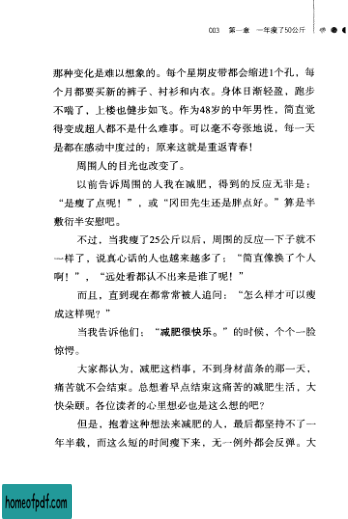 003 第一章 一年瘦了50公斤
那种变化是难以想象的。每个星期皮带都会缩进1个孔，每
个月都要买新的裤子、衬衫和内衣。身体日渐轻盈，跑步
不喘了，上楼也健步如飞。作为48岁的中年男性，简直觉
得变成超人都不是什么难事。可以毫不夸张地说，每一天
是都在感动中度过的：原来这就是重返青春！
周围人的目光也改变了。
以前告诉周围的人我在减肥，得到的反应无非是：
“是瘦了点呢！”，或“冈田先生还是胖点好。”算是半
敷衍半安慰吧。
不过，当我瘦了25公斤以后，周围的反应一下子就不
一样了，说真心话的人也越来越多了：“简直像换了个人
啊！”，“远处看都认不出来是谁了呢！”
而且，直到现在都常常被人追问：“怎么样才可以瘦
成这样呢？”
当我告诉他们：“减肥很快乐。”的时候，个个一脸
惊愕。
大家都认为，减肥这档事，不到身材苗条的那一天，
痛苦就不会结束。总想着早点结束这痛苦的减肥生活，大
快朵颐。各位读者的心里想必也是这么想的吧？
但是，抱着这种想法来减肥的人，最后都坚持不了一
年半载，而这么短的时间瘦下来，无一例外都会反弹。大
homeofpdf.com